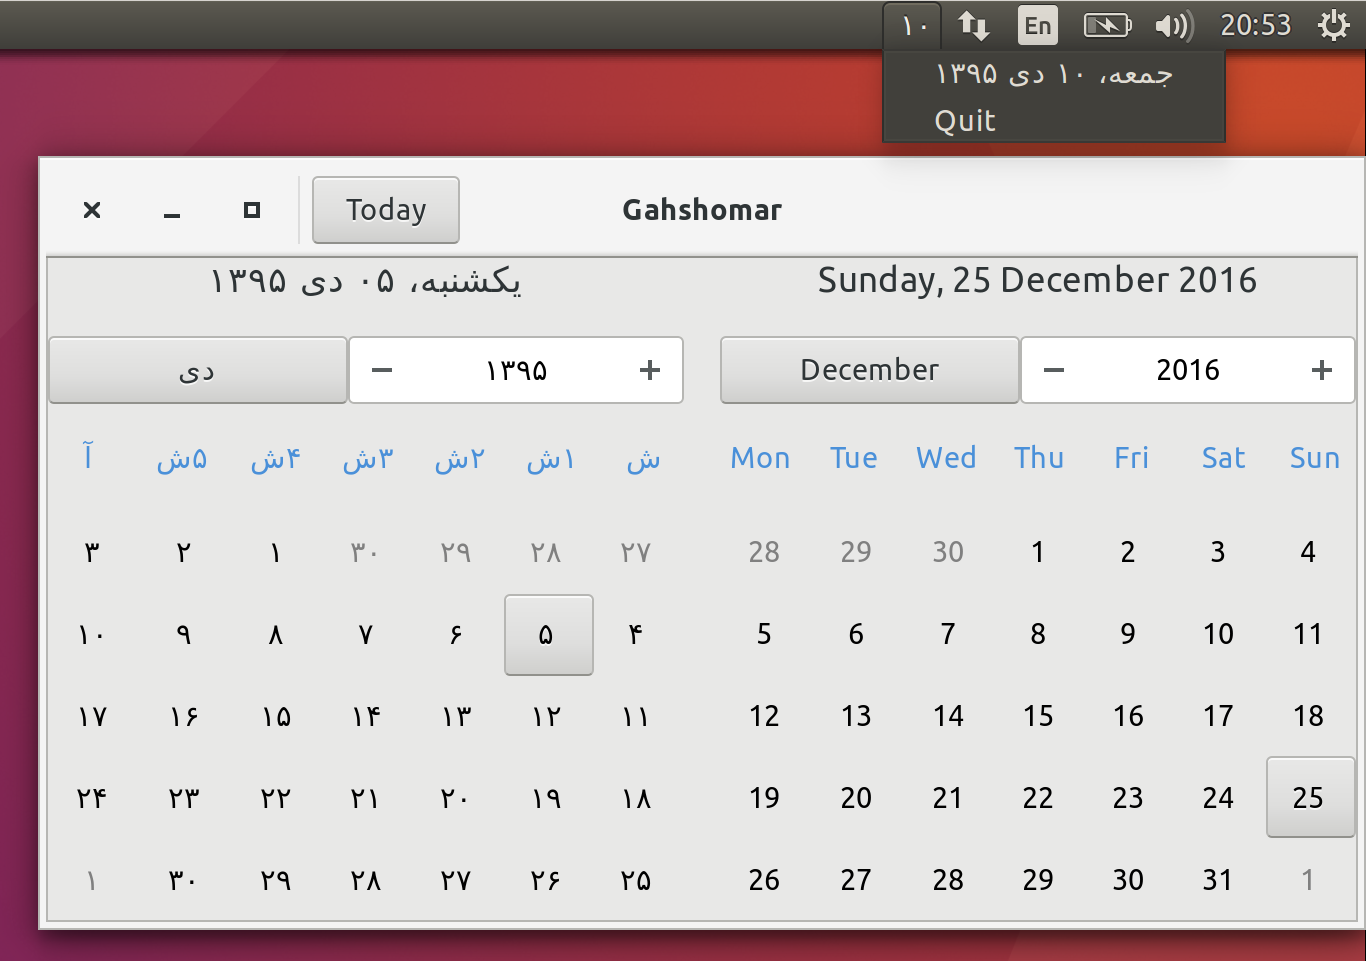 ۱۰ En 20:53
جمعه، ۱۰ دی ۱۳۹۵
Quit
Today Gahshomar
یکشنبه، ۰۵ دی ۱۳۹۵
Sunday, 25 December 2016
دی ۱۳۹۵
December 2016
ش ۱ش ۲ش ۳ش ۴ش ۵ش آ
۲۷ ۲۸ ۲۹ ۳۰ ۱ ۲ ۳
۴ ۵ ۶ ۷ ۸ ۹ ۱۰
۱۱ ۱۲ ۱۳ ۱۴ ۱۵ ۱۶ ۱۷
۱۸ ۱۹ ۲۰ ۲۱ ۲۲ ۲۳ ۲۴
۲۵ ۲۶ ۲۷ ۲۸ ۲۹ ۳۰ ۱
Mon Tue Wed Thu Fri Sat Sun
28 29 30 1 2 3 4
5 6 7 8 9 10 11
12 13 14 15 16 17 18
19 20 21 22 23 24 25
26 27 28 29 30 31 1